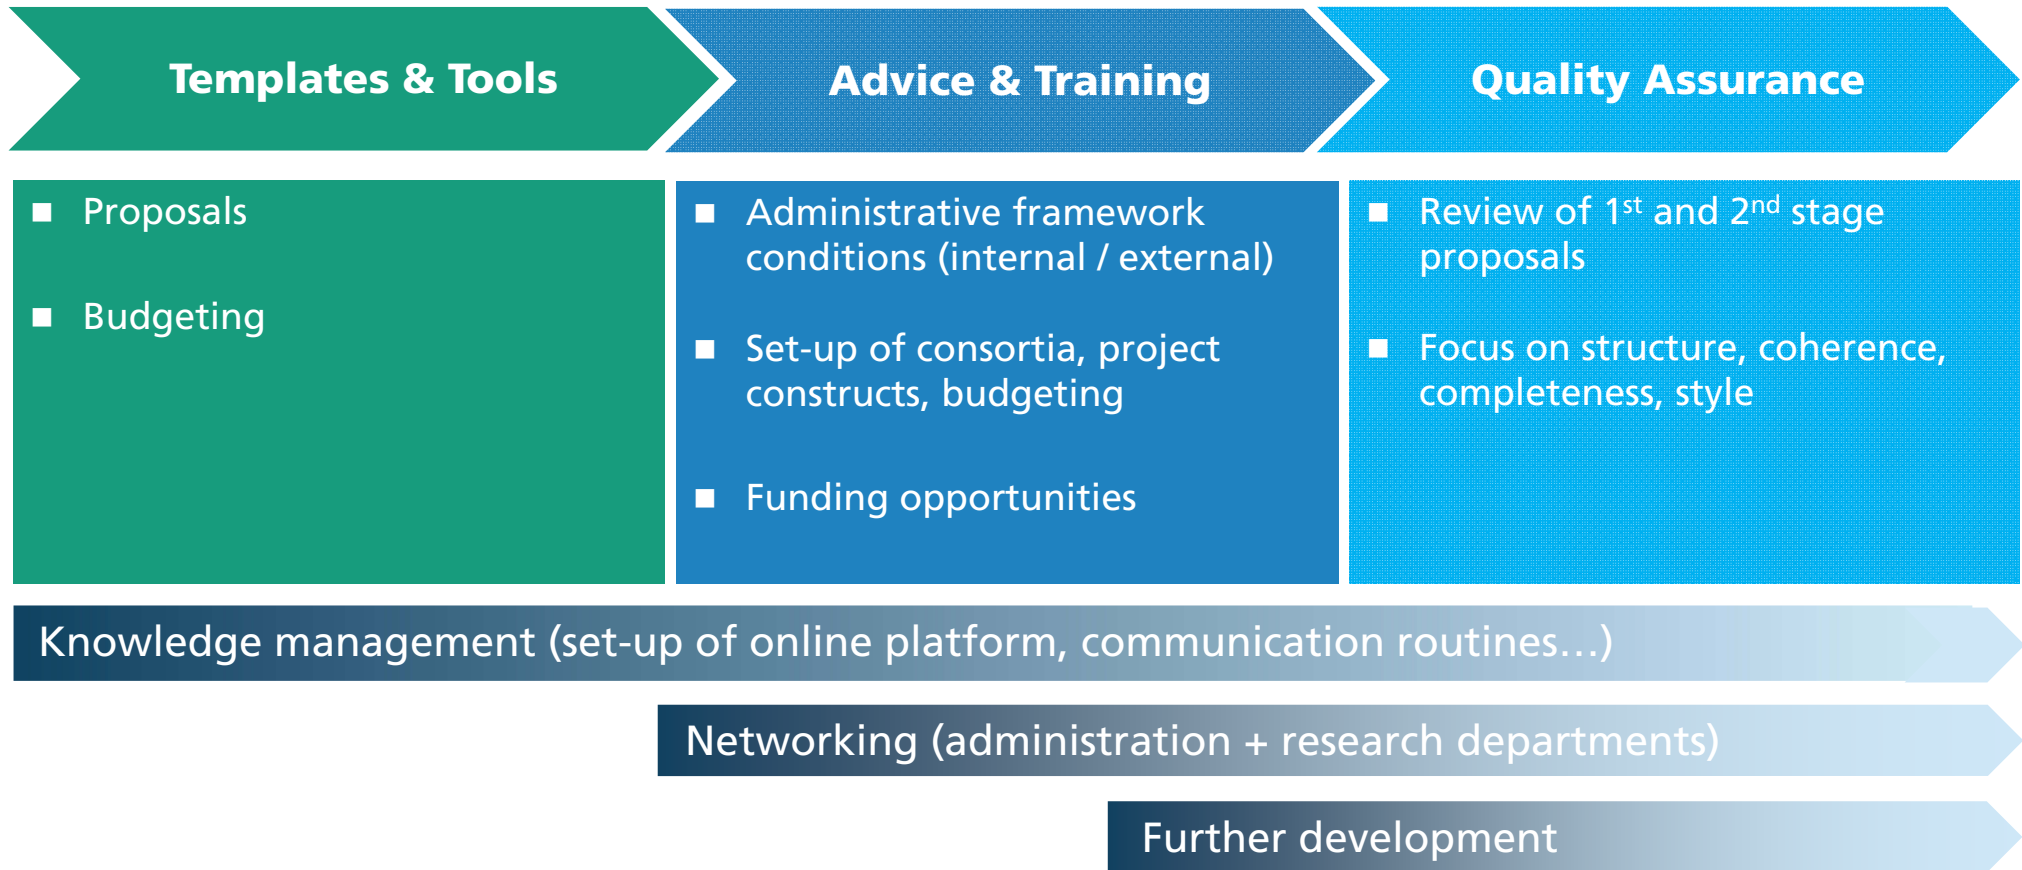 Templates & Tools
Advice & Training
Quality Assurance
Proposals
Budgeting
Administrative framework
conditions (internal / external)
Set-up of consortia, project
constructs, budgeting
Funding opportunities
Review of 1st and 2nd stage
proposals
Focus on structure, coherence,
completeness, style
Knowledge management (set-up of online platform, communication routines…)
Networking (administration + research departments)
Further development